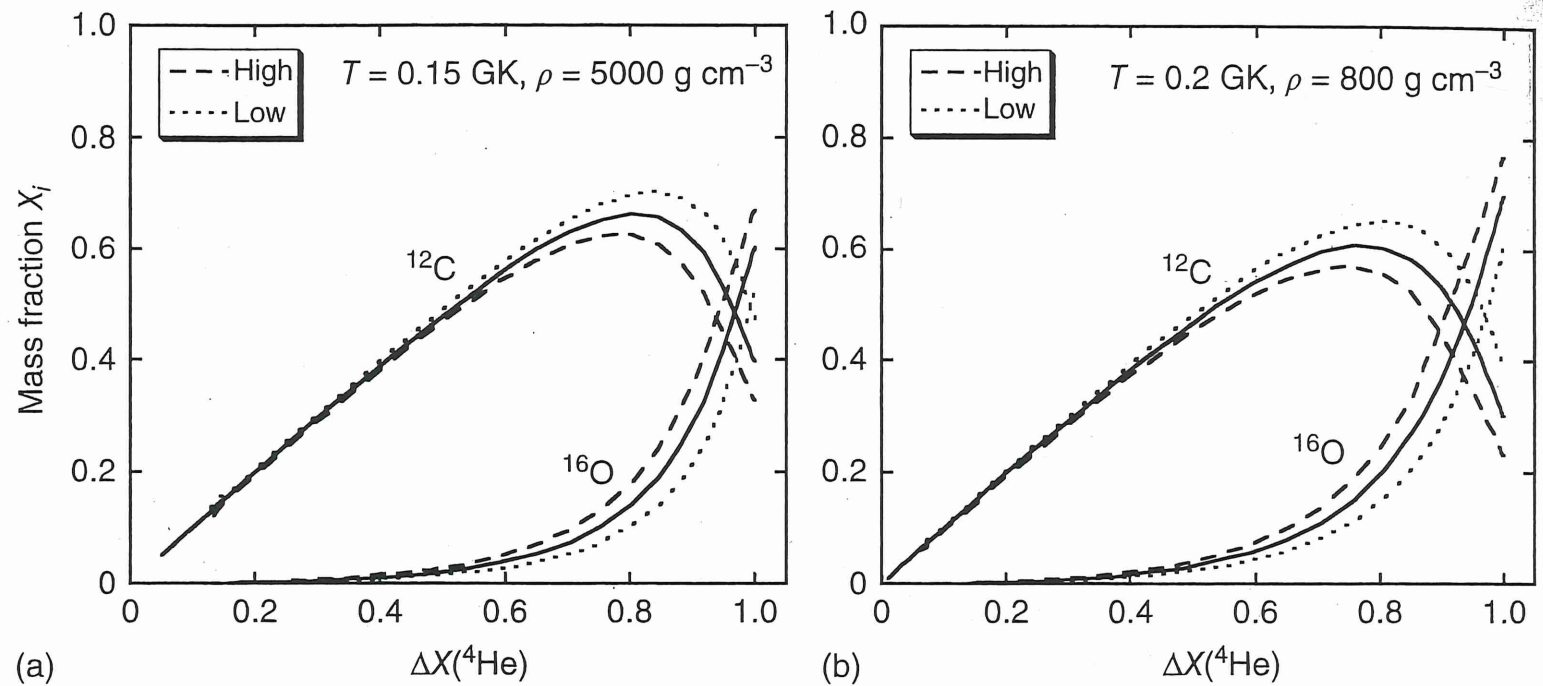 1.0
0.8
0.6
0.4
0.2
0
Mass fraction Xᵢ
High
Low
T = 0.15 GK, ρ = 5000 g cm⁻³
¹²C
¹⁶O
0 0.2 0.4 0.6 0.8 1.0
(a)
ΔX(⁴He)
1.0
0.8
0.6
0.4
0.2
0
High
Low
T = 0.2 GK, ρ = 800 g cm⁻³
¹²C
¹⁶O
0 0.2 0.4 0.6 0.8 1.0
(b)
ΔX(⁴He)